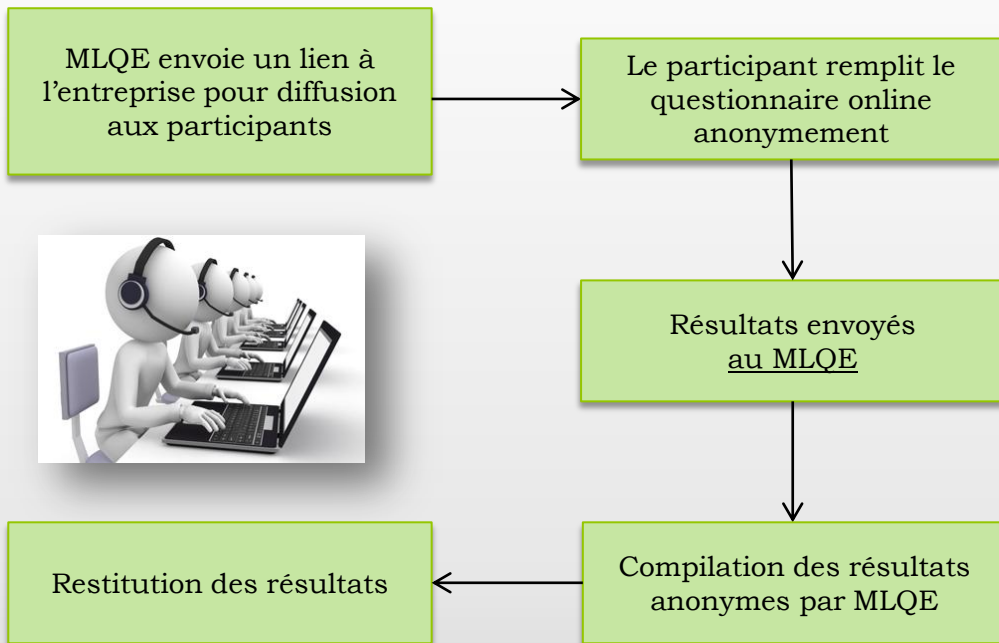 MLQE envoie un lien à
l’entreprise pour diffusion
aux participants
Le participant remplit le
questionnaire online
anonymement
Résultats envoyés
au MLQE
Compilation des résultats
anonymes par MLQE
Restitution des résultats